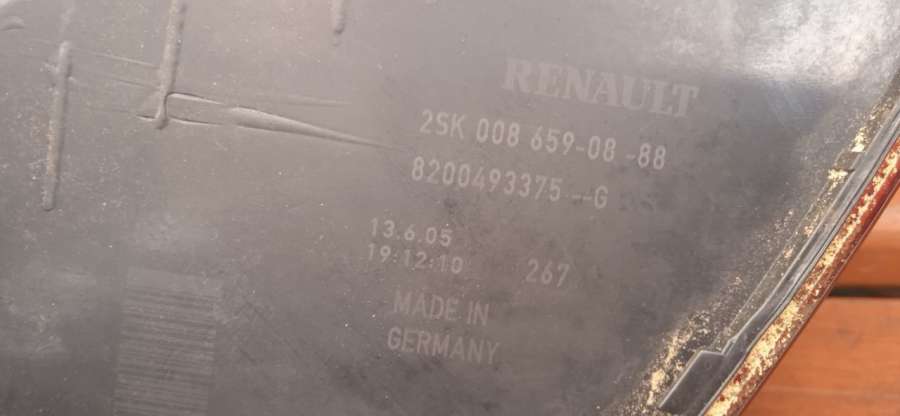 RENAULT
2SK 008 659-08 -88
8200493375 --G
13.6.05
19:12:10 267
MADE IN
GERMANY